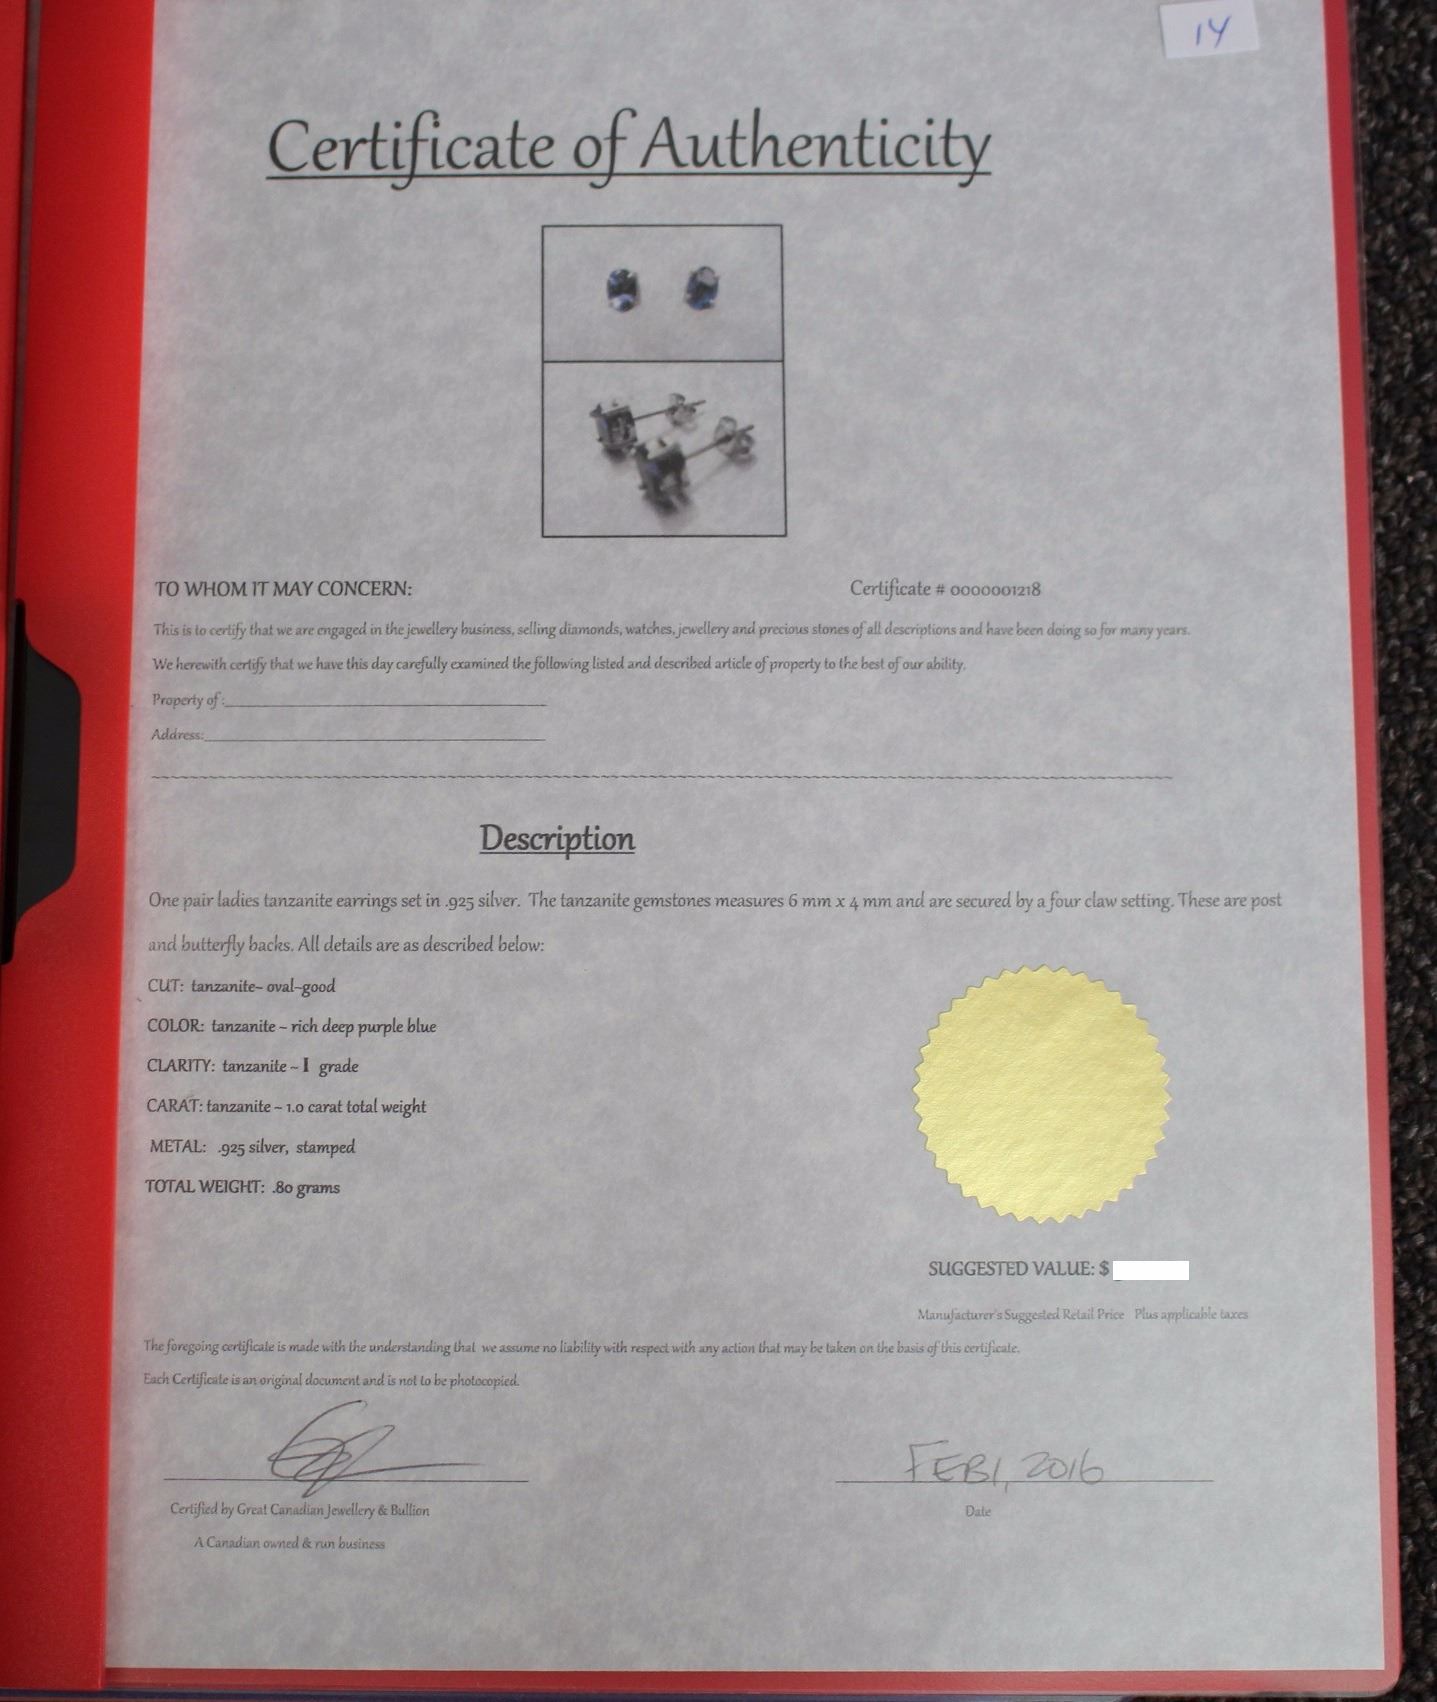 14
Certificate of Authenticity
TO WHOM IT MAY CONCERN:
Certificate # 0000001218
This is to certify that we are engaged in the jewellery business, selling diamonds, watches, jewellery and precious stones of all descriptions and have been doing so for many years.
We herewith certify that we have this day carefully examined the following listed and described article of property to the best of our ability.
Property of :
Address:
Description
One pair ladies tanzanite earrings set in .925 silver. The tanzanite gemstones measures 6 mm x 4 mm and are secured by a four claw setting. These are post
and butterfly backs. All details are as described below:
CUT: tanzanite~ oval~good
COLOR: tanzanite ~ rich deep purple blue
CLARITY: tanzanite ~ I grade
CARAT: tanzanite ~ 1.0 carat total weight
METAL: .925 silver, stamped
TOTAL WEIGHT: .80 grams
SUGGESTED VALUE: $
Manufacturer's Suggested Retail Price Plus applicable taxes
The foregoing certificate is made with the understanding that we assume no liability with respect with any action that may be taken on the basis of this certificate.
Each Certificate is an original document and is not to be photocopied.
FEB 1, 2016
Certified by Great Canadian Jewellery & Bullion
Date
A Canadian owned & run business